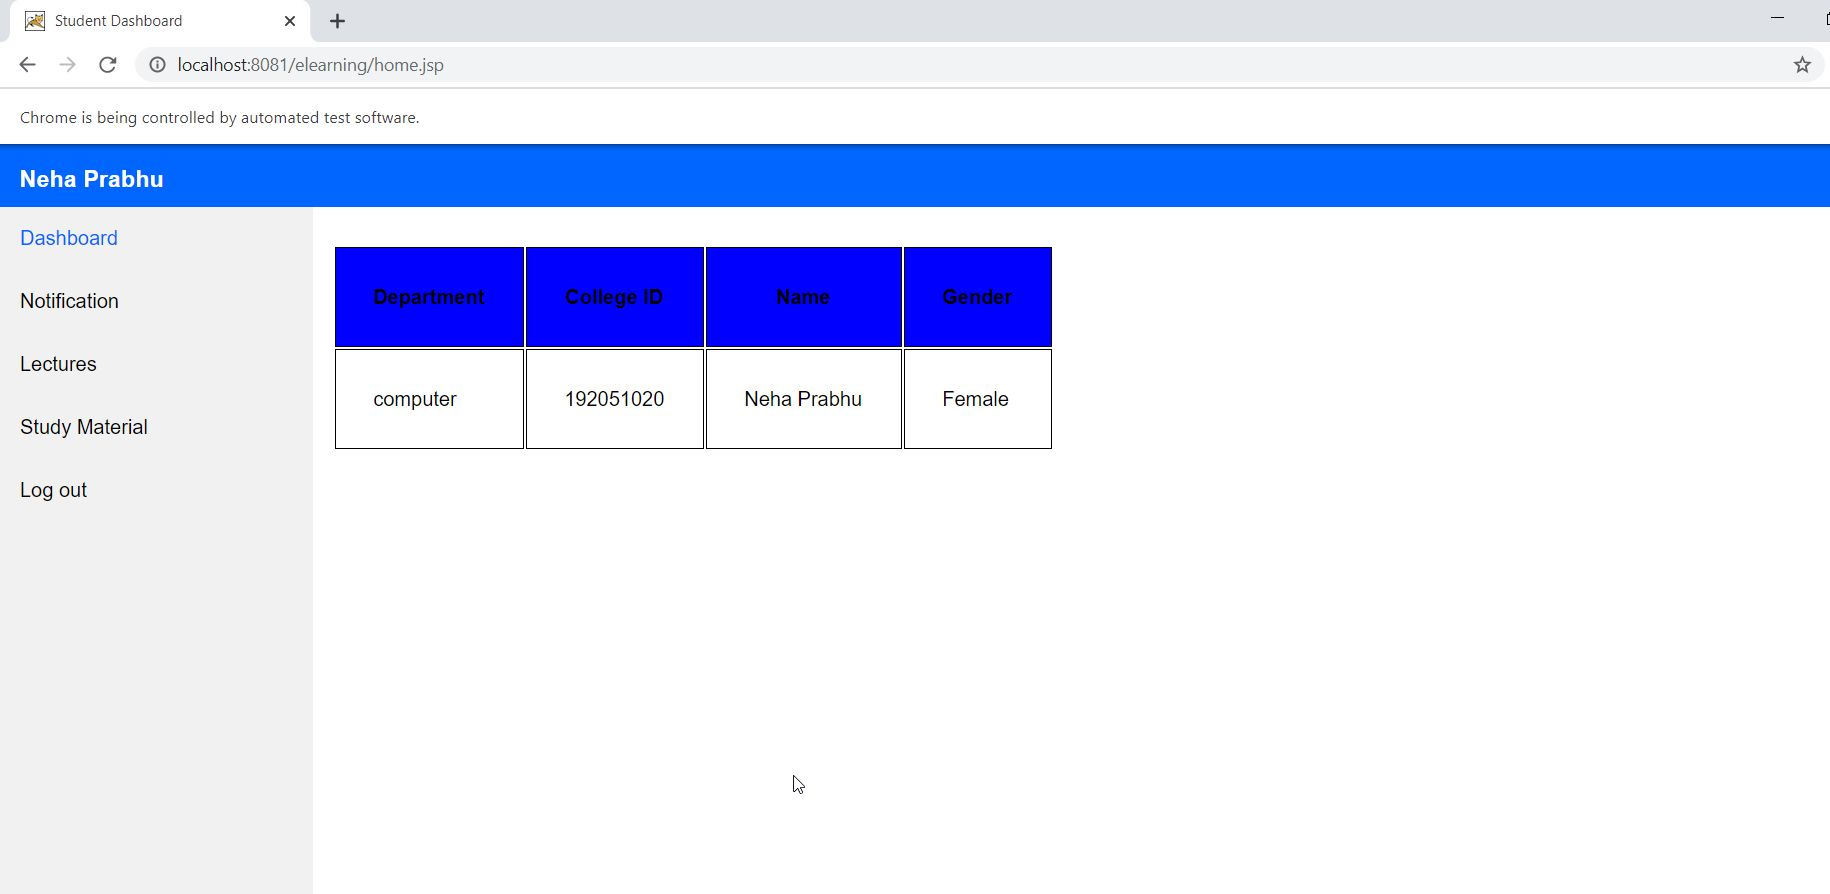 Student Dashboard
localhost:8081/elearning/home.jsp
Chrome is being controlled by automated test software.
Neha Prabhu
Dashboard
Notification
Lectures
Study Material
Log out
Department College ID Name Gender
computer 192051020 Neha Prabhu Female